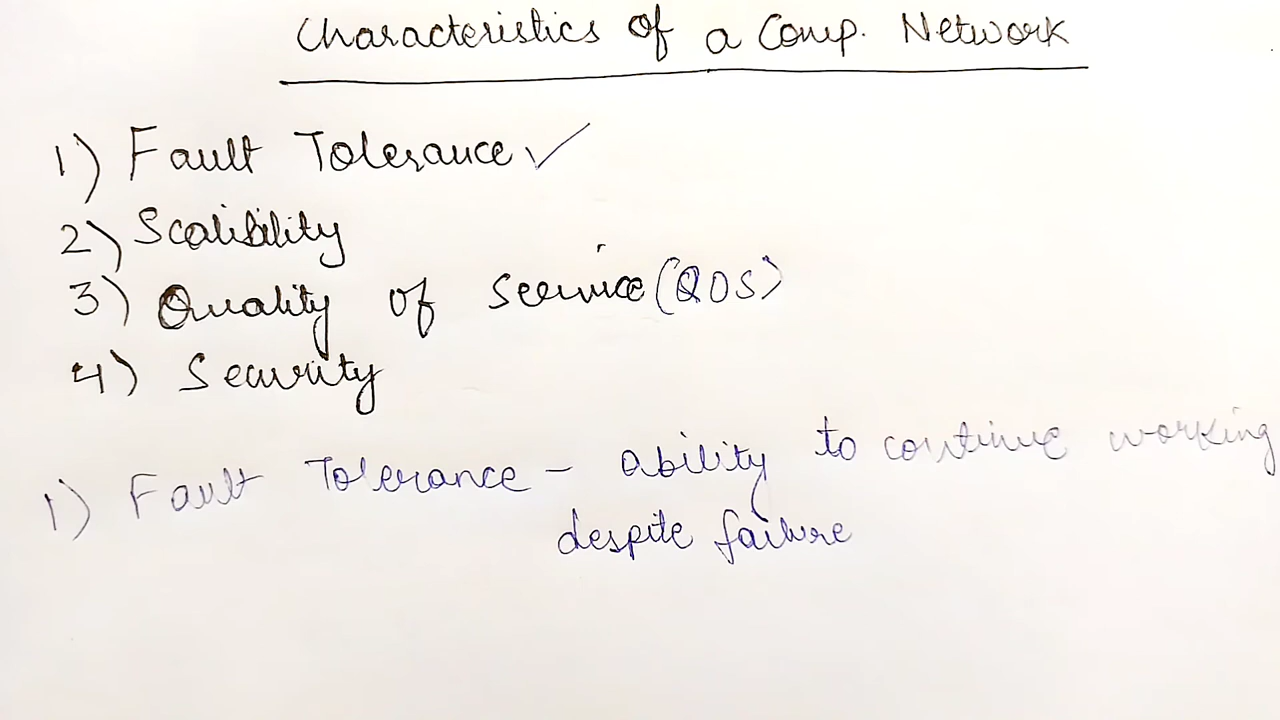 Characteristics of a Comp. Network
1) Fault Tolerance ✓
2) Scalibility
3) Quality of Service (QOS)
4) Security
1) Fault Tolerance - ability to continue working
despite failure